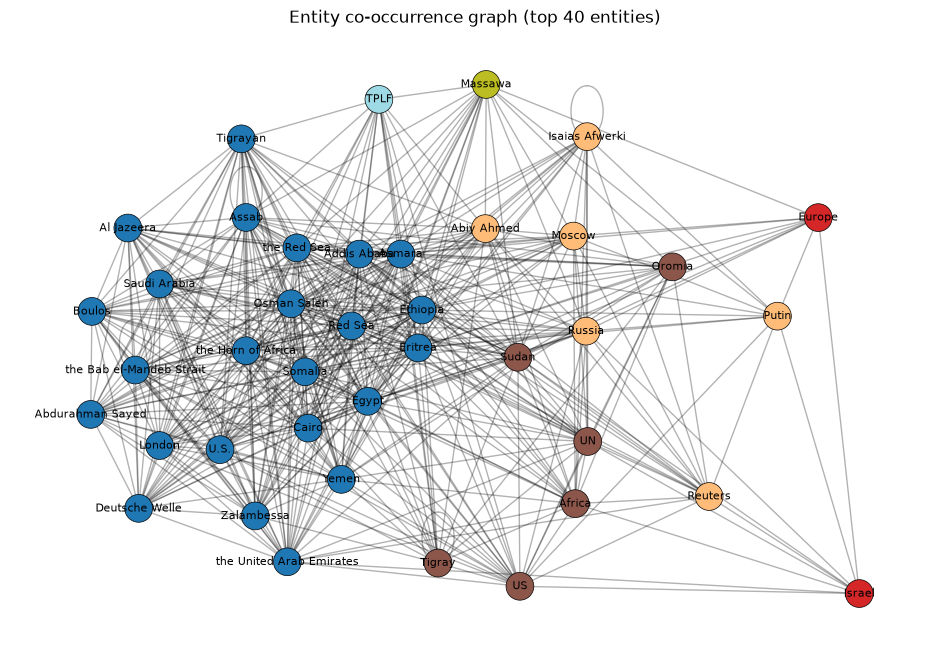 Entity co-occurrence graph (top 40 entities)
Massawa
TPLF
Isaias Afwerki
Tigrayan
Assab
Europe
Al Jazeera
Abiy Ahmed
Moscow
the Red Sea
Addis Ababa
Asmara
Oromia
Saudi Arabia
Osman Saleh
Boulos
Ethiopia
Putin
Red Sea
Russia
the Horn of Africa
Eritrea
Sudan
the Bab el-Mandeb Strait
Somalia
Egypt
Abdurahman Sayed
Cairo
London
U.S.
UN
Yemen
Reuters
Deutsche Welle
Zalambessa
Africa
the United Arab Emirates
Tigray
US
Israel